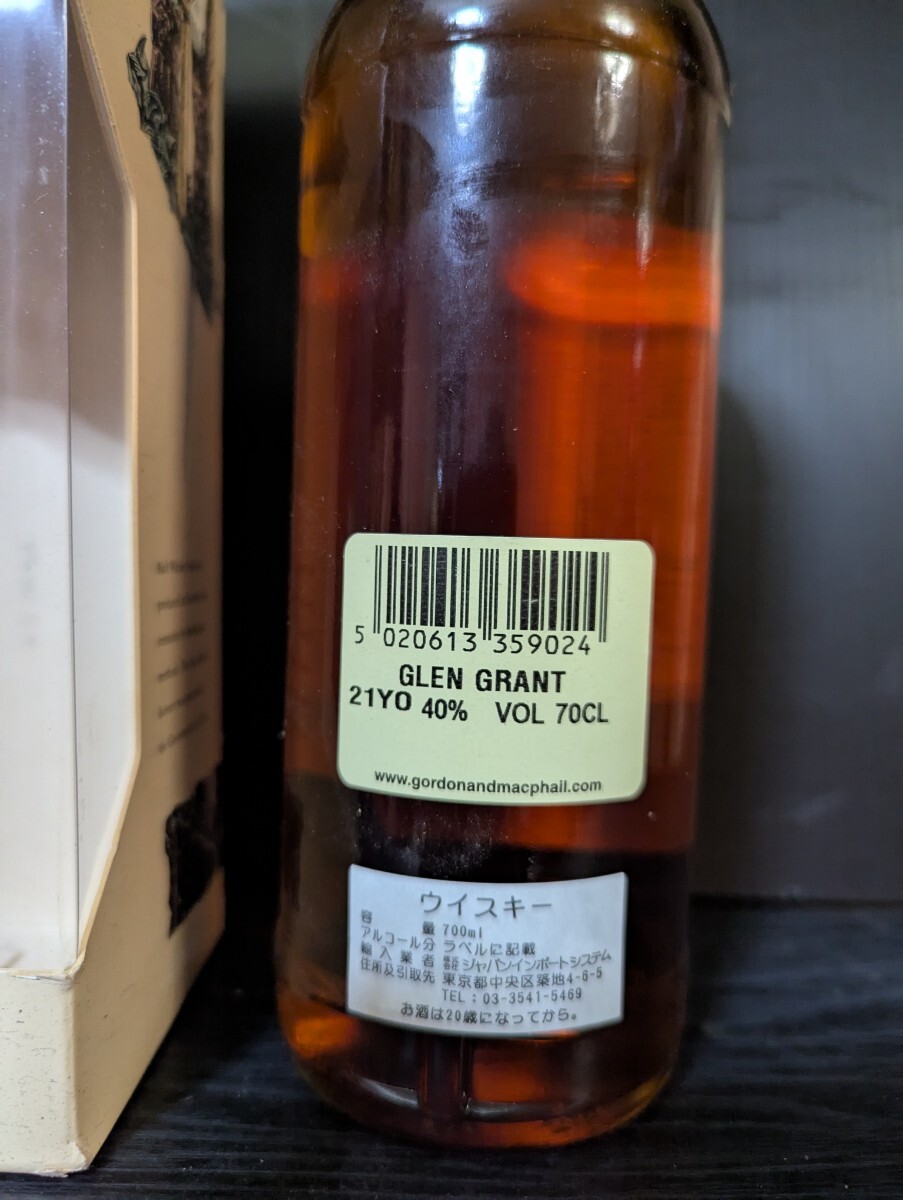 5 020613 359024
GLEN GRANT
21YO 40% VOL 70CL
www.gordonandmacphail.com
ウイスキー
容量 700ml
アルコール分 ラベルに記載
輸入業者 株式会社ジャパンインポートシステム
住所及引取先 東京都中央区築地4-6-5
TEL:03-3541-5469
お酒は20歳になってから。